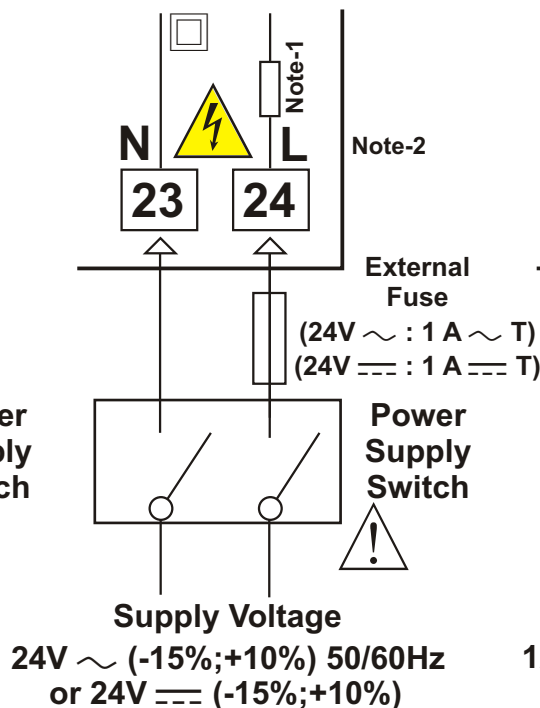 Note-1
N L
Note-2
23 24
External
Fuse
(24V ∼ : 1 A ∼ T)
(24V ⎓ : 1 A ⎓ T)
Power
Supply
Switch
!
Supply Voltage
24V ∼ (-15%;+10%) 50/60Hz
or 24V ⎓ (-15%;+10%)
1